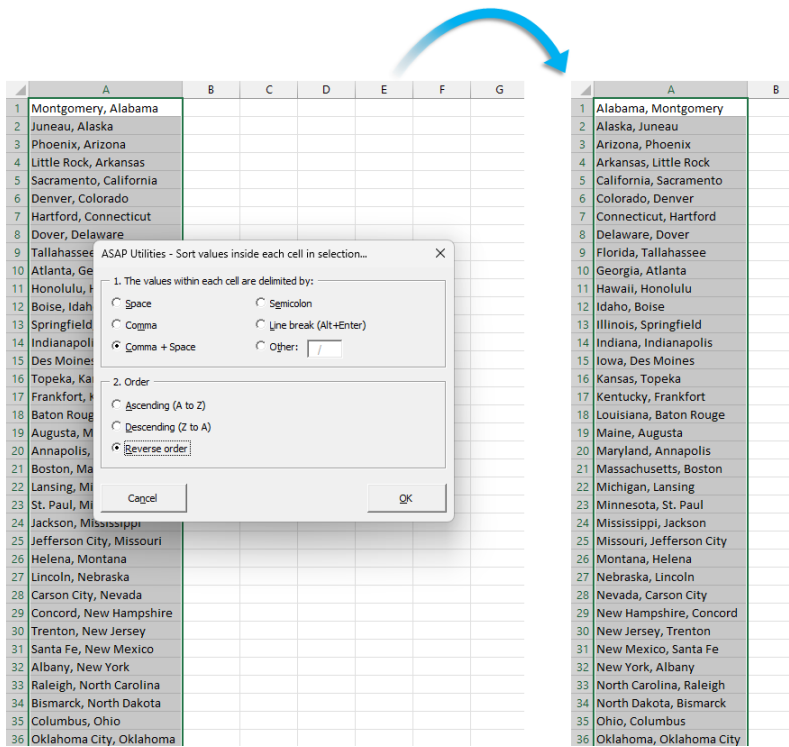 A B C D E F G
1 Montgomery, Alabama
2 Juneau, Alaska
3 Phoenix, Arizona
4 Little Rock, Arkansas
5 Sacramento, California
6 Denver, Colorado
7 Hartford, Connecticut
8 Dover, Delaware
9 Tallahassee
10 Atlanta, Ge
11 Honolulu, H
12 Boise, Idah
13 Springfield
14 Indianapoli
15 Des Moines
16 Topeka, Ka
17 Frankfort, K
18 Baton Roug
19 Augusta, M
20 Annapolis,
21 Boston, Ma
22 Lansing, Mi
23 St. Paul, Mi
24 Jackson, Mississippi
25 Jefferson City, Missouri
26 Helena, Montana
27 Lincoln, Nebraska
28 Carson City, Nevada
29 Concord, New Hampshire
30 Trenton, New Jersey
31 Santa Fe, New Mexico
32 Albany, New York
33 Raleigh, North Carolina
34 Bismarck, North Dakota
35 Columbus, Ohio
36 Oklahoma City, Oklahoma
ASAP Utilities - Sort values inside each cell in selection...
1. The values within each cell are delimited by:
Space Semicolon
Comma Line break (Alt+Enter)
Comma + Space Other: /
2. Order
Ascending (A to Z)
Descending (Z to A)
Reverse order
Cancel OK
A B
1 Alabama, Montgomery
2 Alaska, Juneau
3 Arizona, Phoenix
4 Arkansas, Little Rock
5 California, Sacramento
6 Colorado, Denver
7 Connecticut, Hartford
8 Delaware, Dover
9 Florida, Tallahassee
10 Georgia, Atlanta
11 Hawaii, Honolulu
12 Idaho, Boise
13 Illinois, Springfield
14 Indiana, Indianapolis
15 Iowa, Des Moines
16 Kansas, Topeka
17 Kentucky, Frankfort
18 Louisiana, Baton Rouge
19 Maine, Augusta
20 Maryland, Annapolis
21 Massachusetts, Boston
22 Michigan, Lansing
23 Minnesota, St. Paul
24 Mississippi, Jackson
25 Missouri, Jefferson City
26 Montana, Helena
27 Nebraska, Lincoln
28 Nevada, Carson City
29 New Hampshire, Concord
30 New Jersey, Trenton
31 New Mexico, Santa Fe
32 New York, Albany
33 North Carolina, Raleigh
34 North Dakota, Bismarck
35 Ohio, Columbus
36 Oklahoma, Oklahoma City